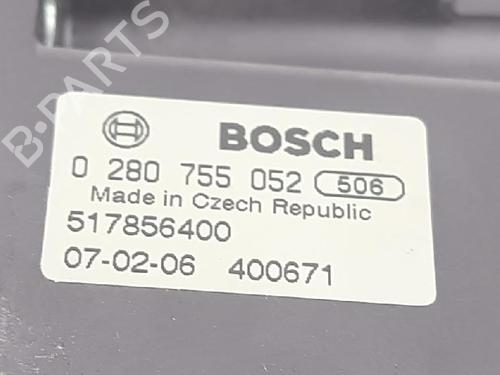 BOSCH
0 280 755 052 506
Made in Czech Republic
517856400
07-02-06 400671
B-PARTS